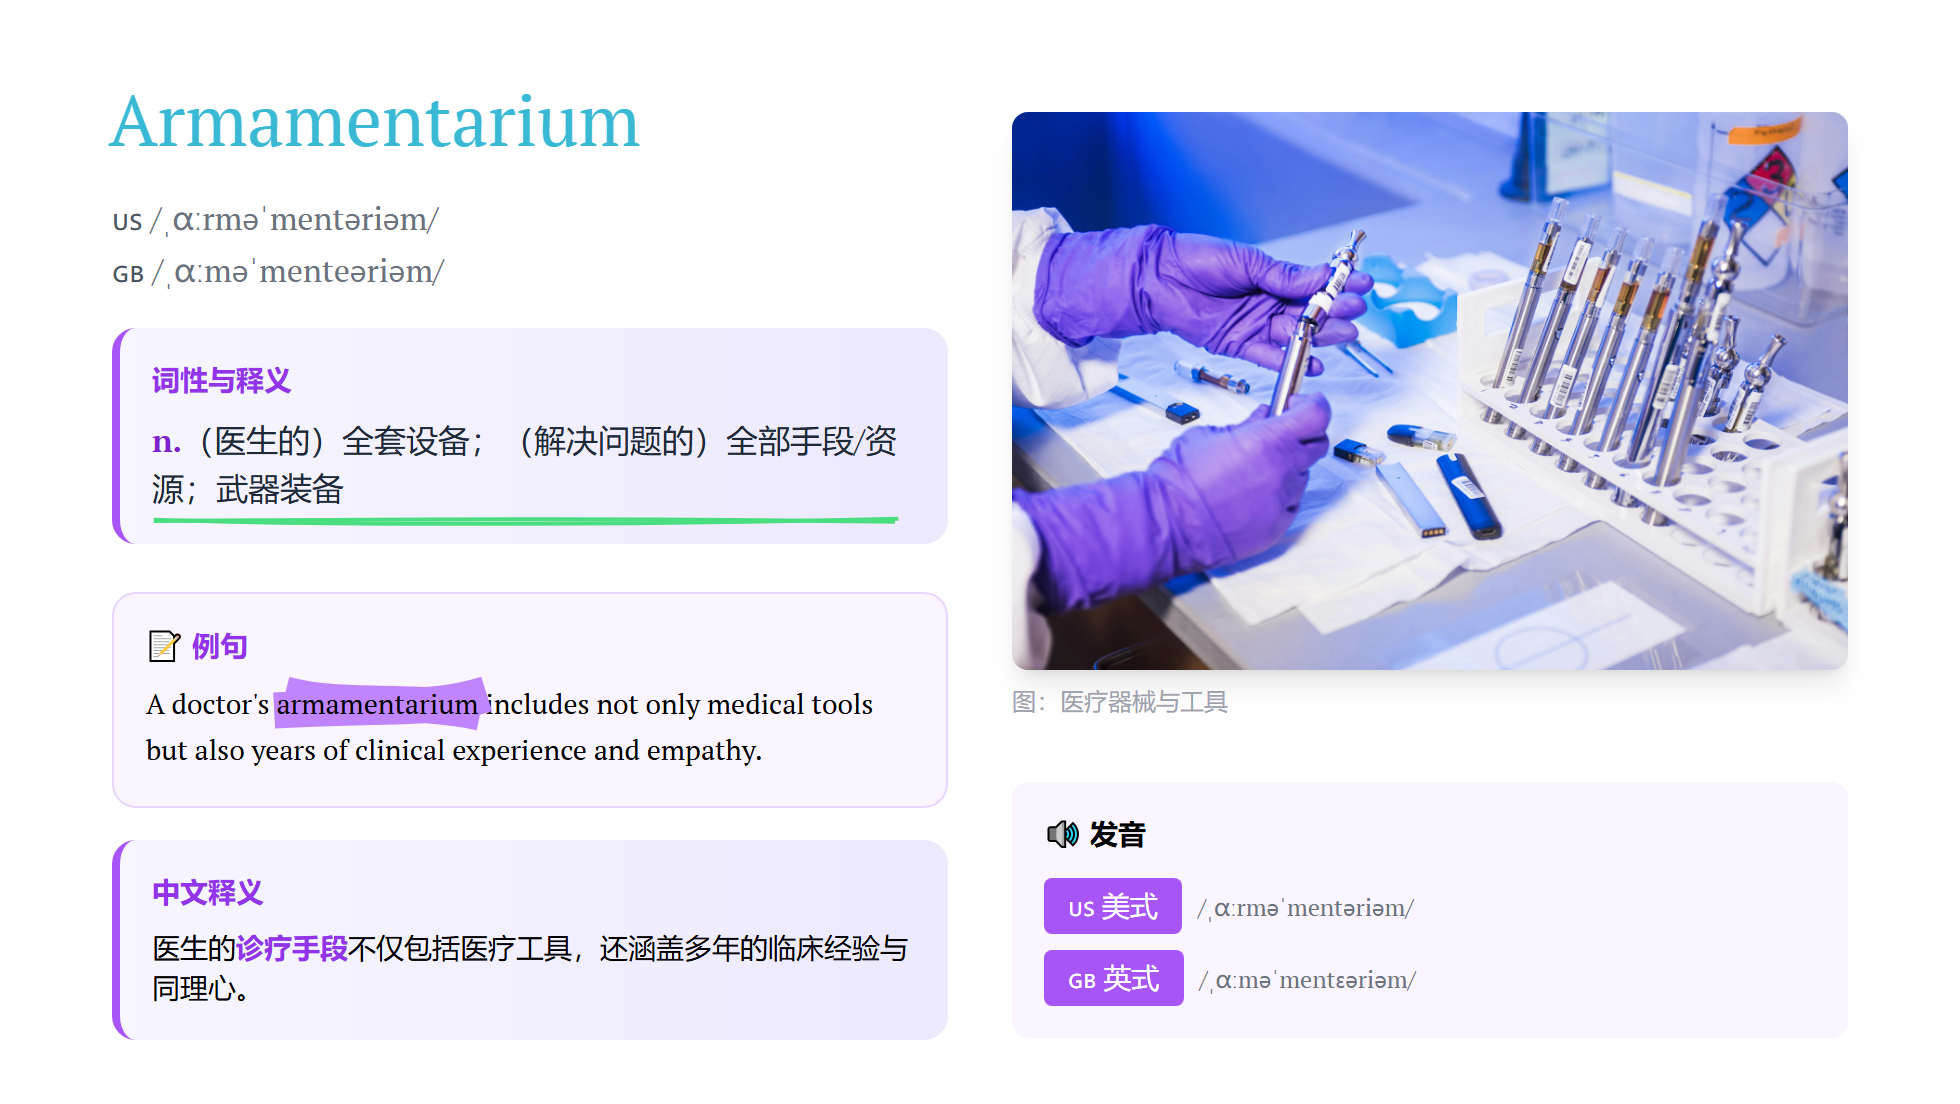 Armamentarium
US /ˌɑːrməˈmentəriəm/
GB /ˌɑːməˈmenteəriəm/
词性与释义
n.（医生的）全套设备；（解决问题的）全部手段/资
源；武器装备
📝 例句
A doctor's armamentarium includes not only medical tools
but also years of clinical experience and empathy.
中文释义
医生的诊疗手段不仅包括医疗工具，还涵盖多年的临床经验与
同理心。
图：医疗器械与工具
🔊 发音
US 美式 /ˌɑːrməˈmentəriəm/
GB 英式 /ˌɑːməˈmentɛəriəm/